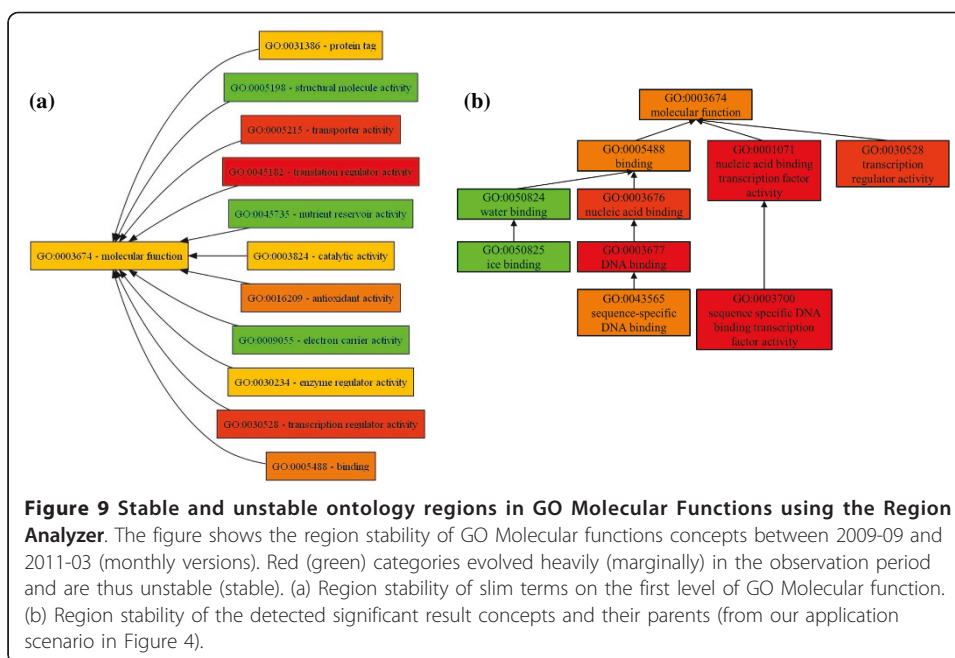 (a)
GO:0031386 - protein tag
GO:0005198 - structural molecule activity
GO:0005215 - transporter activity
GO:0045182 - translation regulator activity
GO:0045735 - nutrient reservoir activity
GO:0003674 - molecular function
GO:0003824 - catalytic activity
GO:0016209 - antioxidant activity
GO:0009055 - electron carrier activity
GO:0030234 - enzyme regulator activity
GO:0030528 - transcription regulator activity
GO:0005488 - binding
(b)
GO:0003674
molecular function
GO:0005488
binding
GO:0001071
nucleic acid binding
transcription factor
activity
GO:0030528
transcription
regulator activity
GO:0050824
water binding
GO:0003676
nucleic acid binding
GO:0050825
ice binding
GO:0003677
DNA binding
GO:0043565
sequence-specific
DNA binding
GO:0003700
sequence specific DNA
binding transcription
factor activity
Figure 9 Stable and unstable ontology regions in GO Molecular Functions using the Region
Analyzer. The figure shows the region stability of GO Molecular functions concepts between 2009-09 and
2011-03 (monthly versions). Red (green) categories evolved heavily (marginally) in the observation period
and are thus unstable (stable). (a) Region stability of slim terms on the first level of GO Molecular function.
(b) Region stability of the detected significant result concepts and their parents (from our application
scenario in Figure 4).